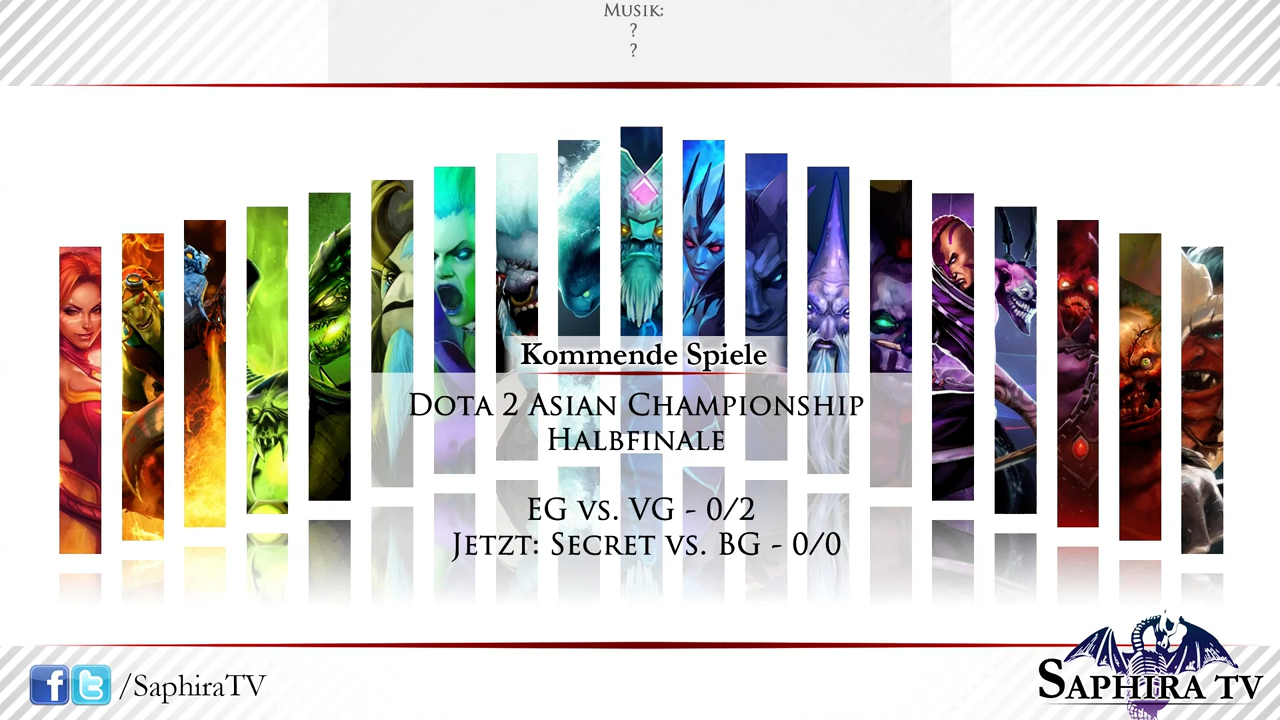 Musik:
?
?
Kommende Spiele
Dota 2 Asian Championship
Halbfinale
EG vs. VG - 0/2
Jetzt: Secret vs. BG - 0/0
/SaphiraTV
Saphira TV